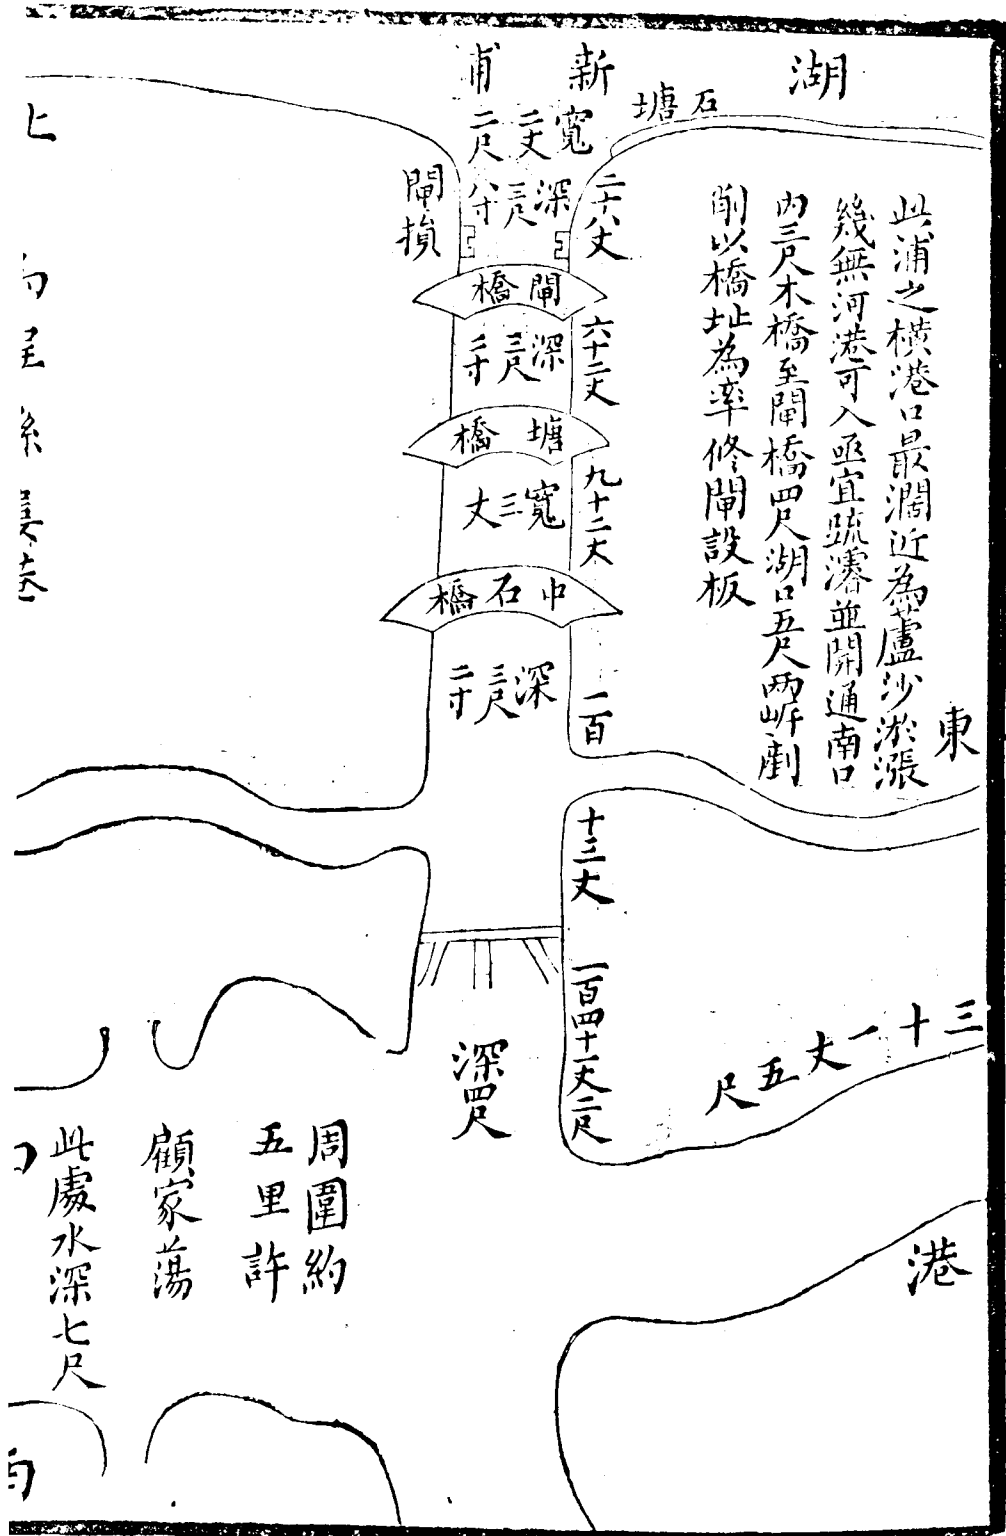 湖
石塘
新浦
寬二丈二尺
深三尺八寸
二十八丈
閘損
閘橋
深三尺二寸
六十二丈
塘橋
寬三丈
九十二丈
中石橋
深三尺二寸
一百
十三丈
一百四十一丈二尺
深四尺
此浦之橫港口最濶近為蘆沙淤漲
幾無河港可入亟宜疏濬並開通南口
內三尺木橋至閘橋四尺湖口五尺兩岸剷
削以橋址為率修閘設板
東
三十一丈五尺
港
周圍約
五里許
顧家蕩
此處水深七尺